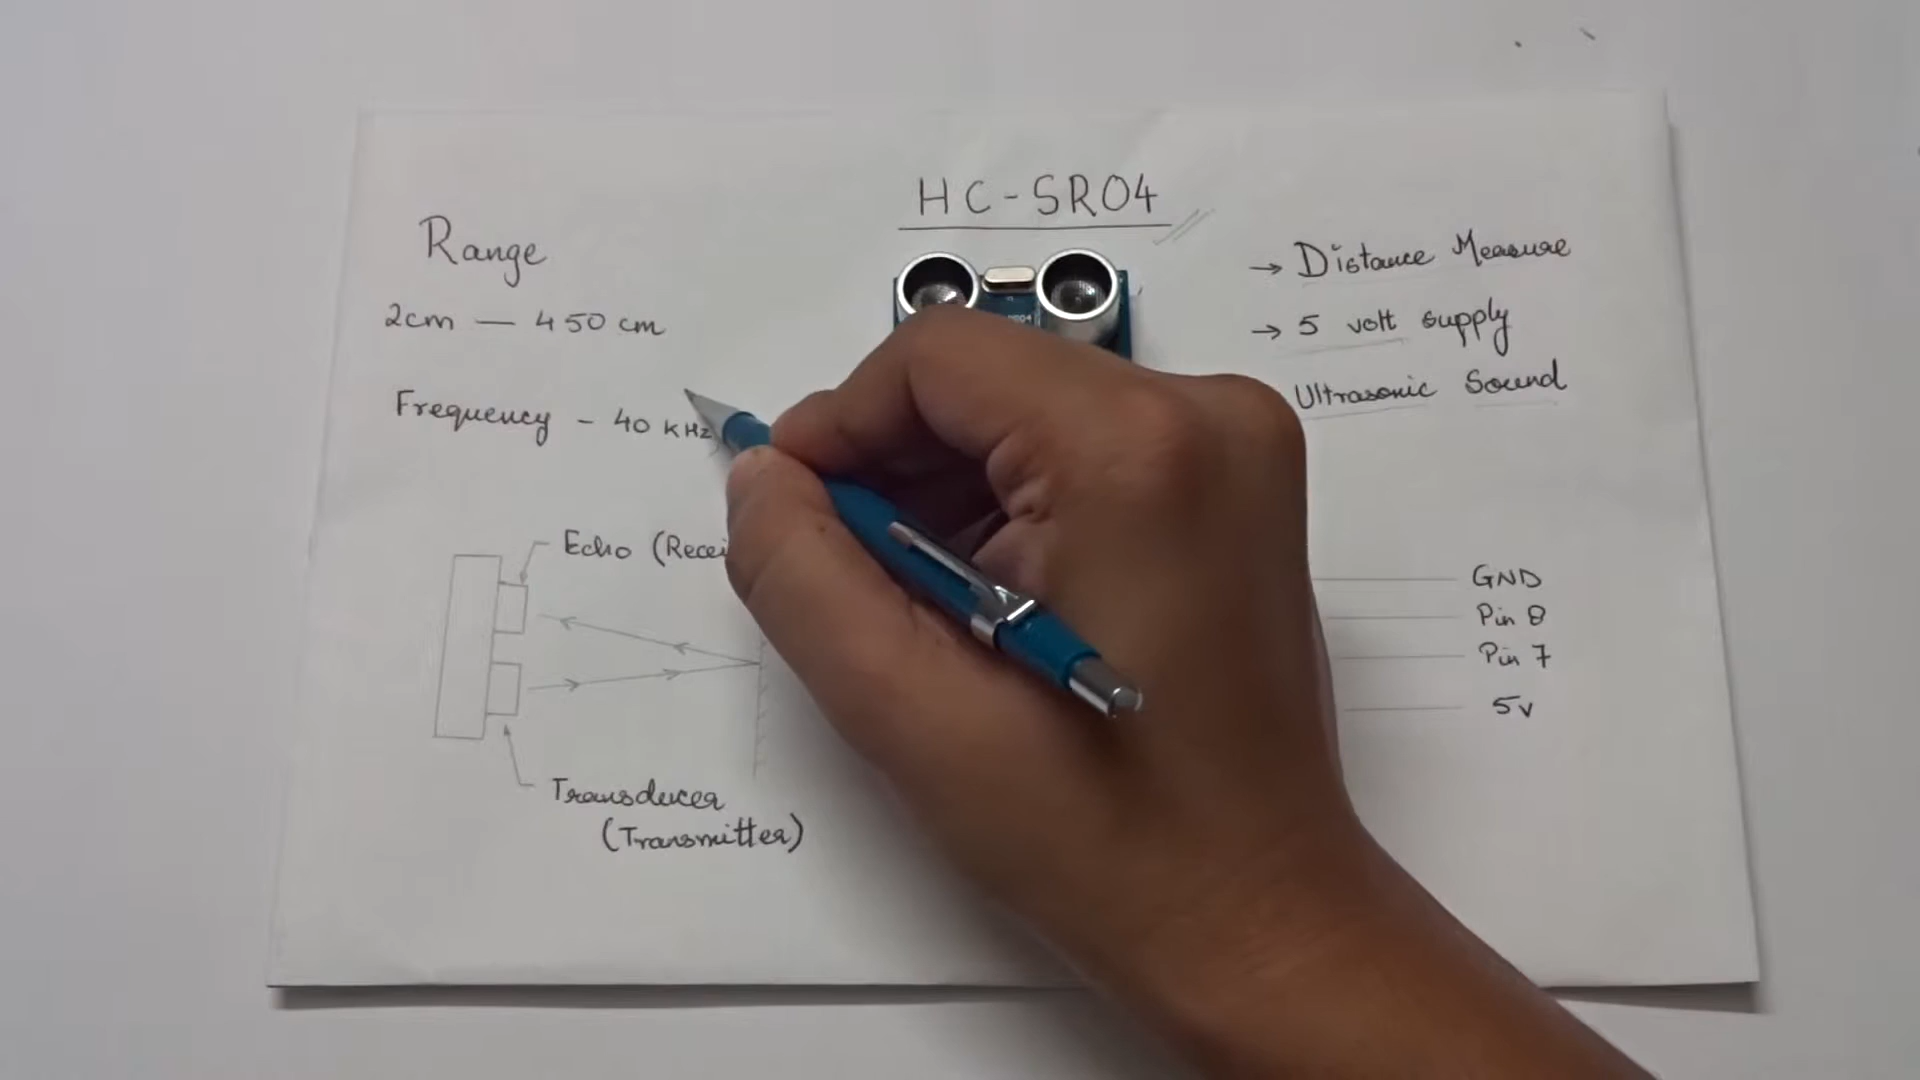 HC-SR04
Range
2cm — 450 cm
Frequency - 40 KHz
→ Distance Measure
→ 5 volt supply
Ultrasonic Sound
Echo
Transducer
(Transmitter)
GND
Pin 8
Pin 7
5v